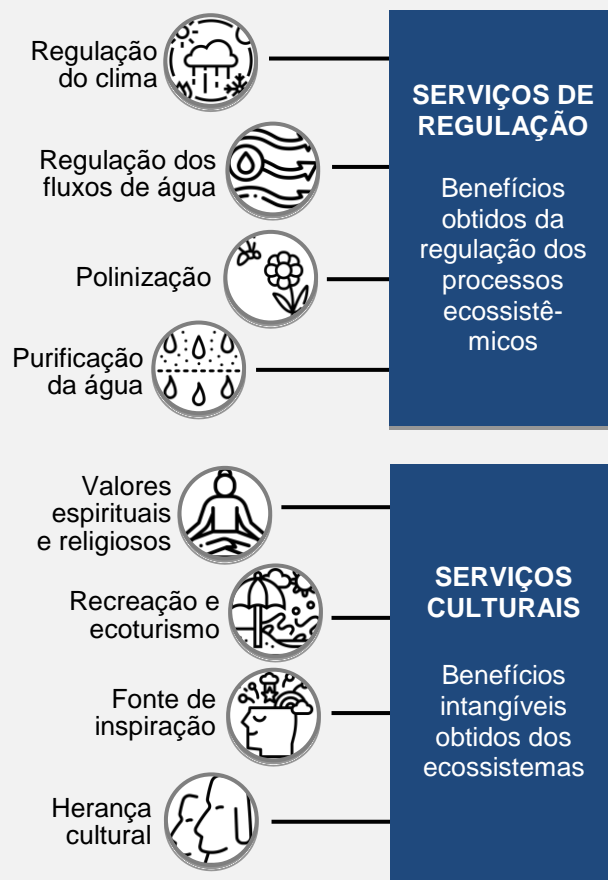 Regulação
do clima
Regulação dos
fluxos de água
Polinização
Purificação
da água
SERVIÇOS DE
REGULAÇÃO
Benefícios
obtidos da
regulação dos
processos
ecossistê-
micos
Valores
espirituais
e religiosos
Recreação e
ecoturismo
Fonte de
inspiração
Herança
cultural
SERVIÇOS
CULTURAIS
Benefícios
intangíveis
obtidos dos
ecossistemas